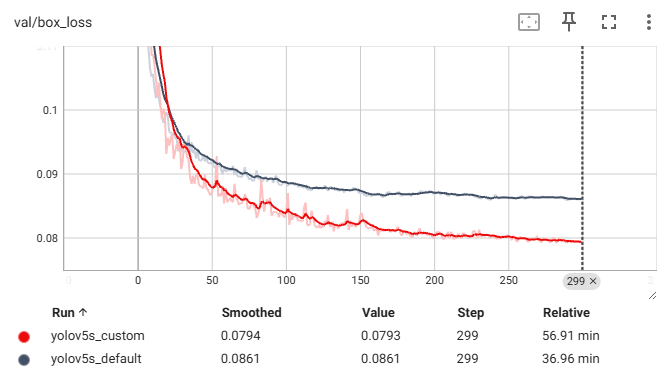 val/box_loss
0.1
0.09
0.08
0 50 100 150 200 250 299 ×
Run ↑ Smoothed Value Step Relative
yolov5s_custom 0.0794 0.0793 299 56.91 min
yolov5s_default 0.0861 0.0861 299 36.96 min